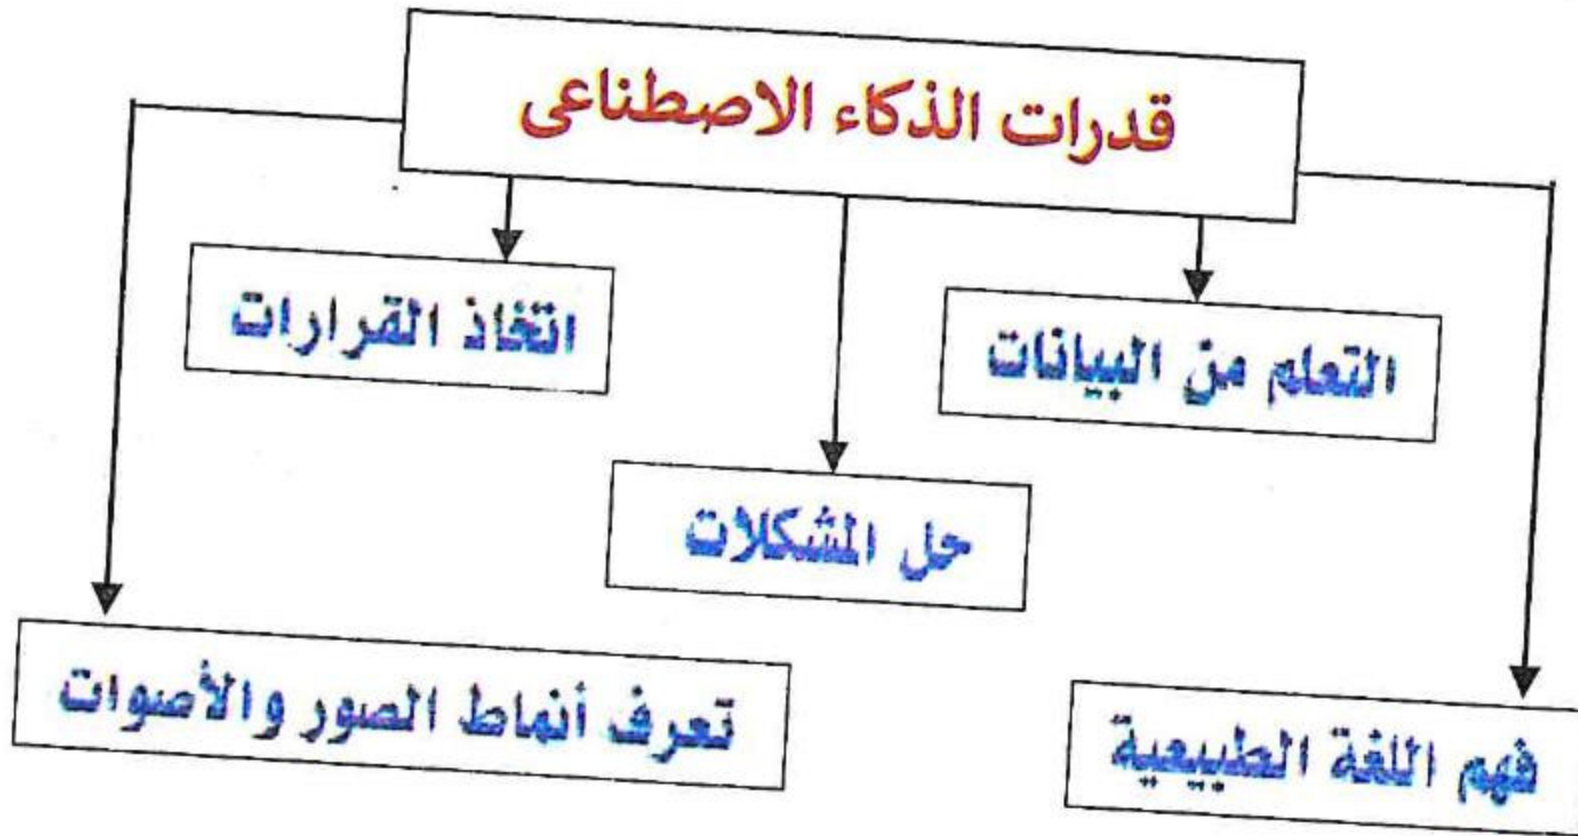 قدرات الذكاء الاصطناعى
التعلم من البيانات
اتخاذ القرارات
حل المشكلات
فهم اللغة الطبيعية
تعرف أنماط الصور والأصوات